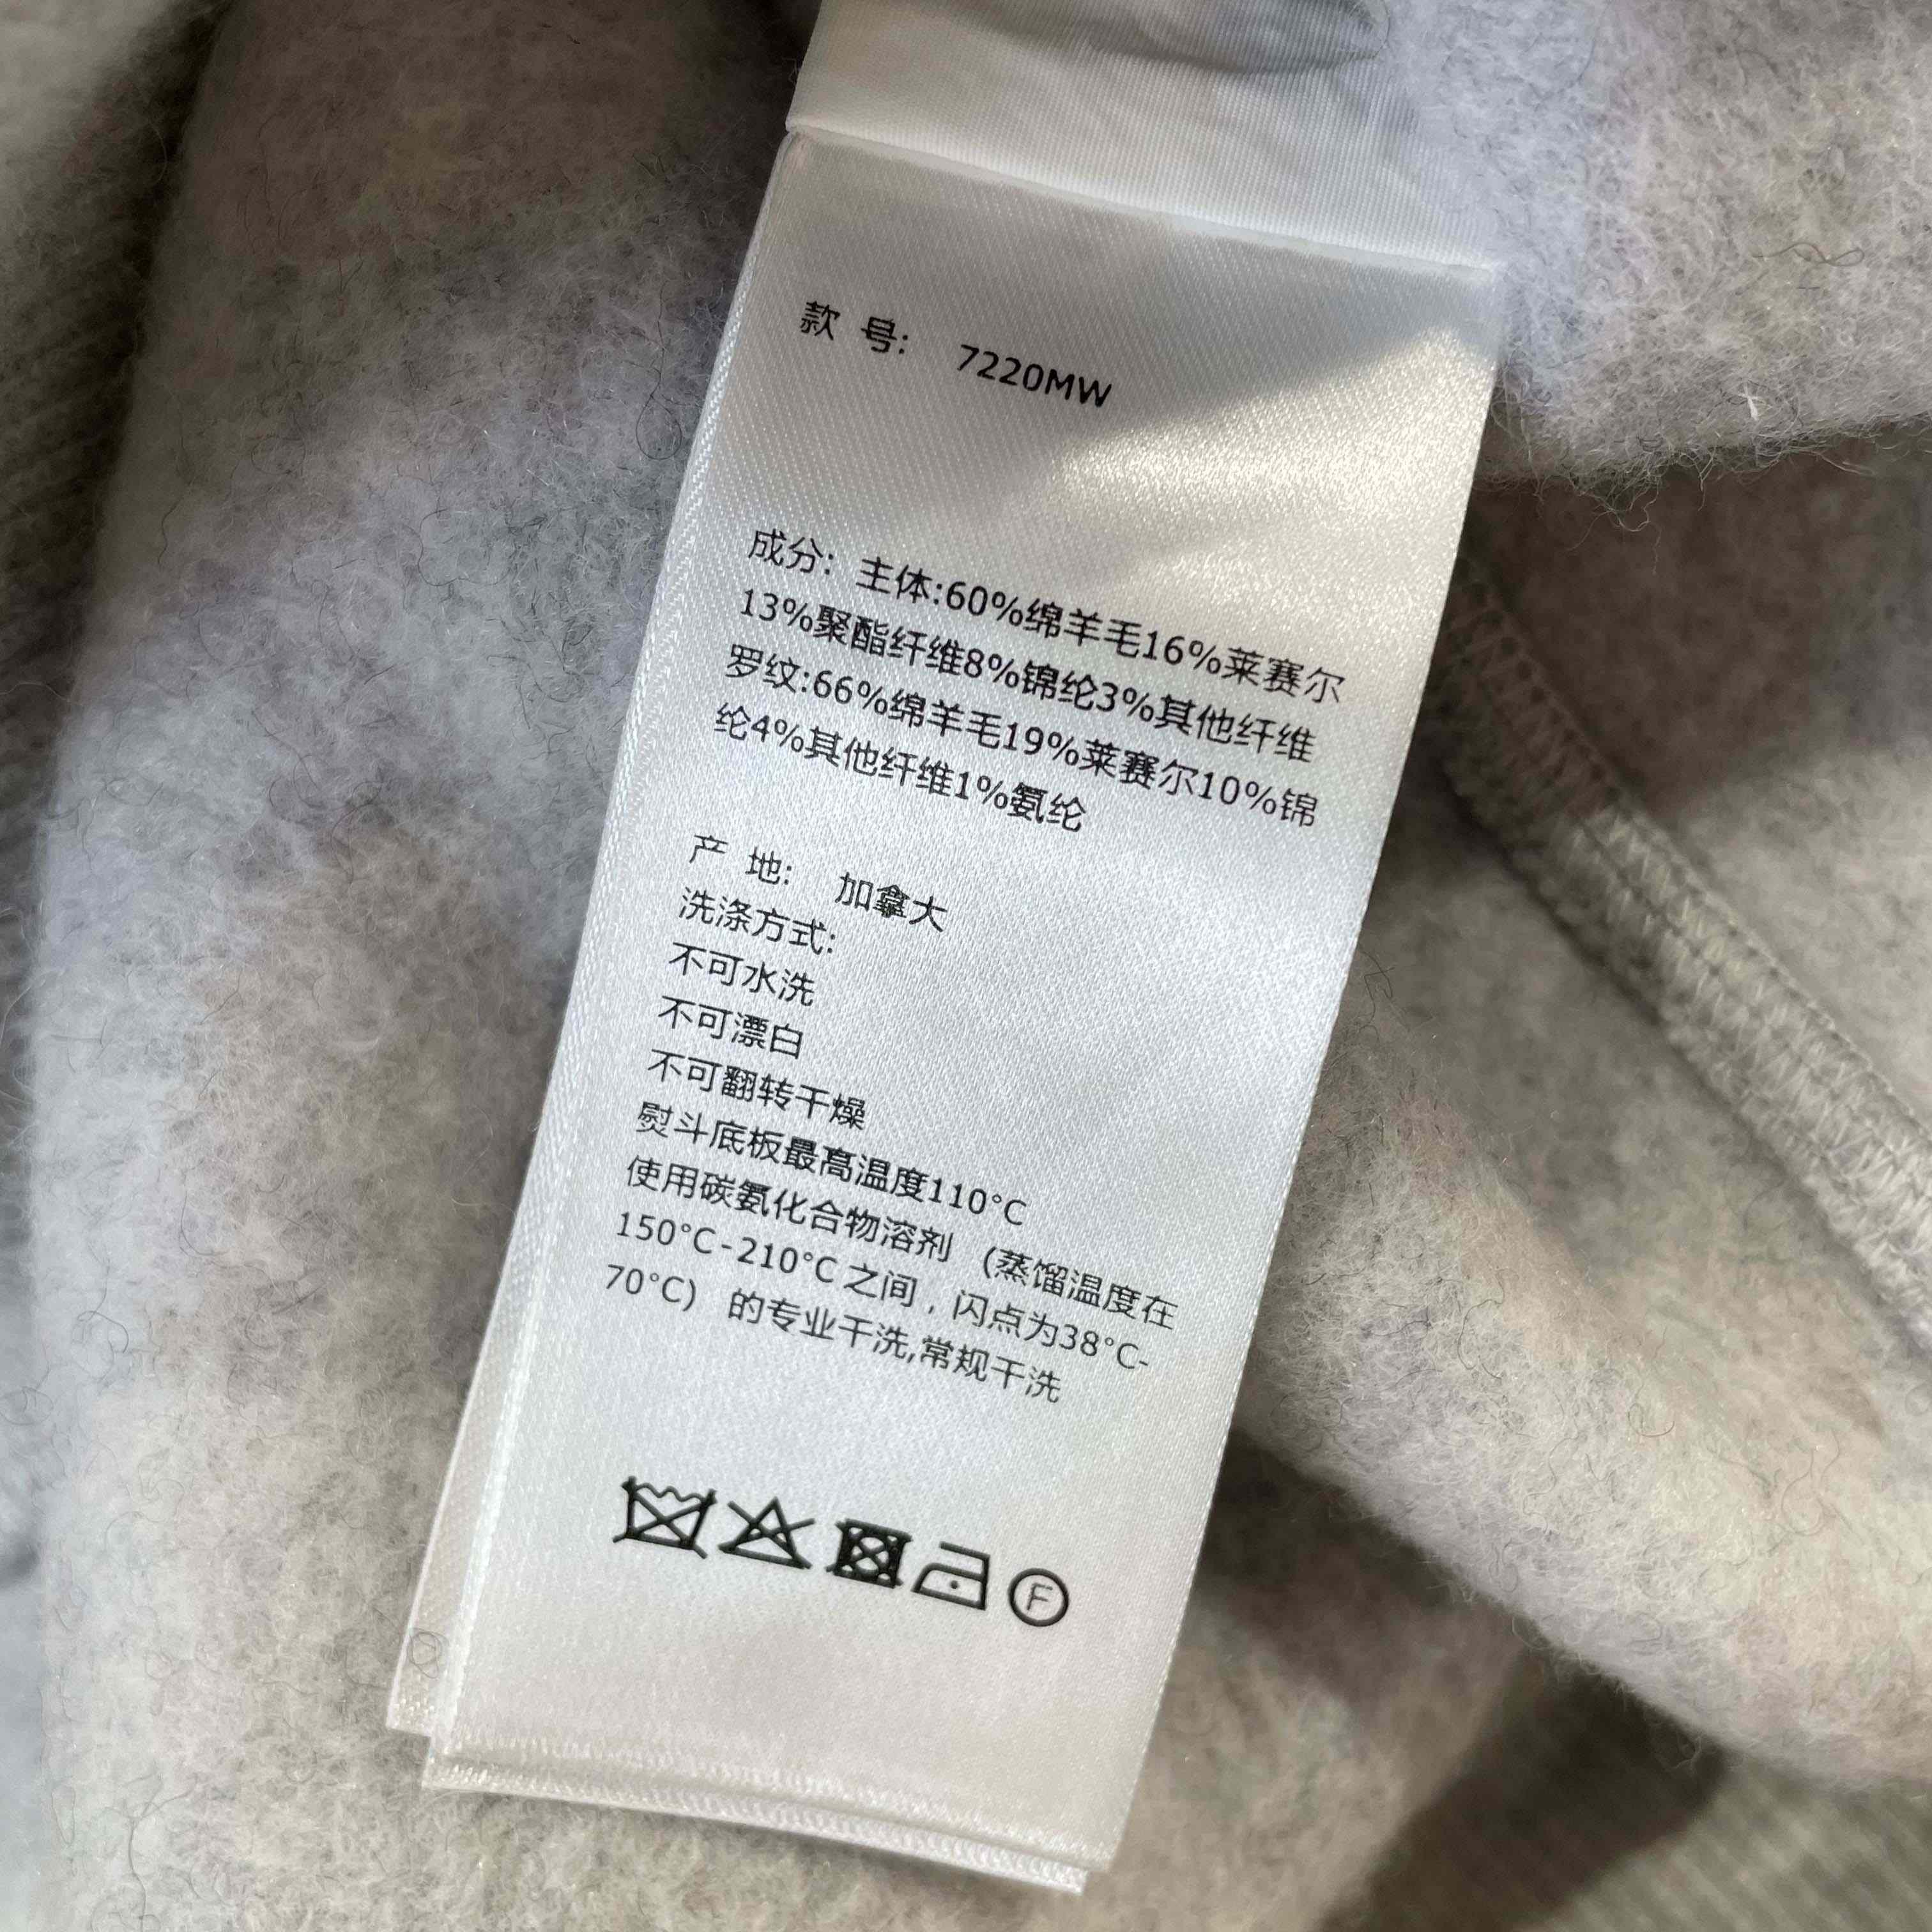 款 号: 7220MW
成分: 主体:60%绵羊毛16%莱赛尔
13%聚酯纤维8%锦纶3%其他纤维
罗纹:66%绵羊毛19%莱赛尔10%锦
纶4%其他纤维1%氨纶
产 地: 加拿大
洗涤方式:
不可水洗
不可漂白
不可翻转干燥
熨斗底板最高温度110°C
使用碳氨化合物溶剂 (蒸馏温度在
150°C-210°C之间，闪点为38°C-
70°C) 的专业干洗,常规干洗
F